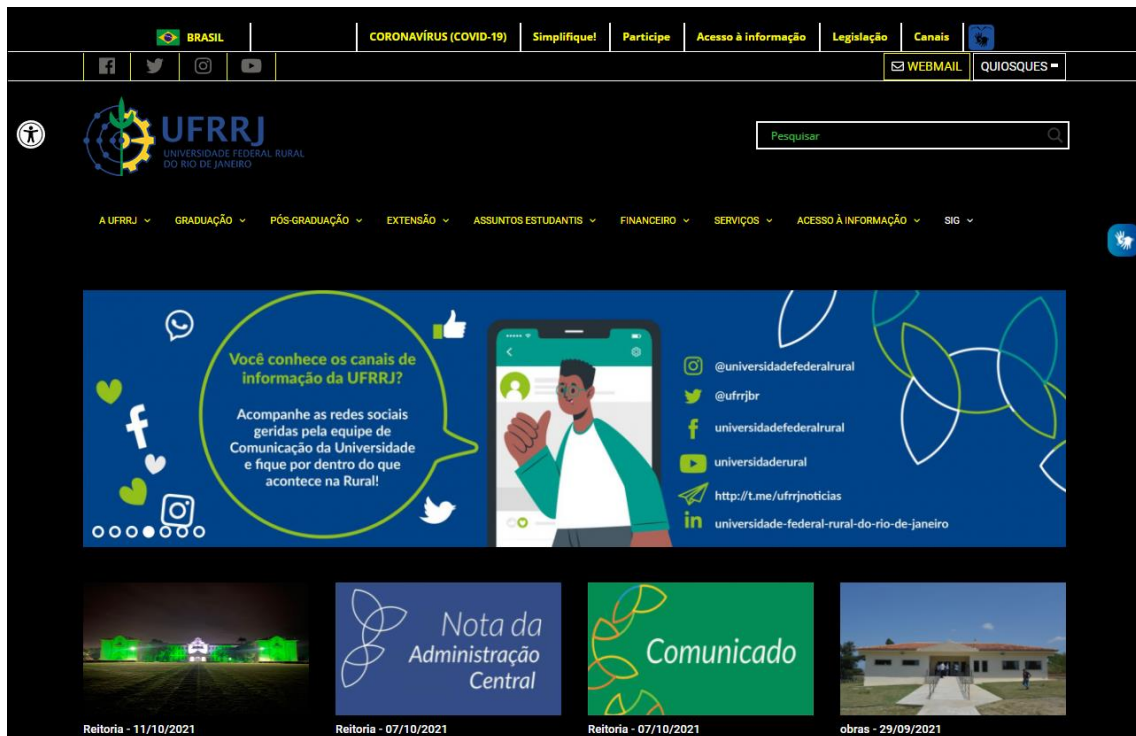 BRASIL
CORONAVÍRUS (COVID-19)
Simplifique!
Participe
Acesso à informação
Legislação
Canais
WEBMAIL
QUIOSQUES
UFRRJ
UNIVERSIDADE FEDERAL RURAL
DO RIO DE JANEIRO
Pesquisar
A UFRRJ
GRADUAÇÃO
PÓS-GRADUAÇÃO
EXTENSÃO
ASSUNTOS ESTUDANTIS
FINANCEIRO
SERVIÇOS
ACESSO À INFORMAÇÃO
SIG
Você conhece os canais de
informação da UFRRJ?
Acompanhe as redes sociais
geridas pela equipe de
Comunicação da Universidade
e fique por dentro do que
acontece na Rural!
@universidadefederalrural
@ufrrjbr
universidadefederalrural
universidaderural
http://t.me/ufrrjnoticias
universidade-federal-rural-do-rio-de-janeiro
Nota da
Administração
Central
Comunicado
Reitoria - 11/10/2021
Reitoria - 07/10/2021
Reitoria - 07/10/2021
obras - 29/09/2021